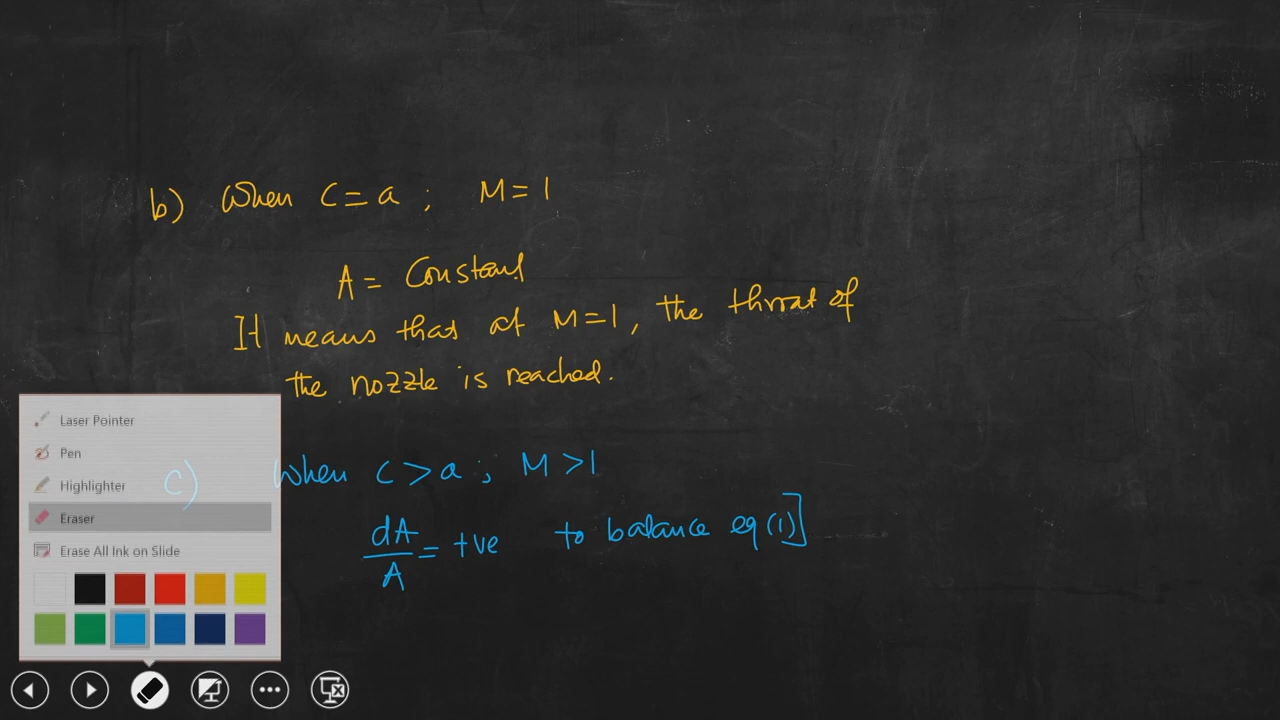 b) When C = a ; M = 1
A = Constant
It means that at M = 1, the throat of
the nozzle is reached.
Laser Pointer
Pen
Highlighter
Eraser
Erase All Ink on Slide
c) When C > a ; M > 1
dA/A = +ve to balance eq (1)]